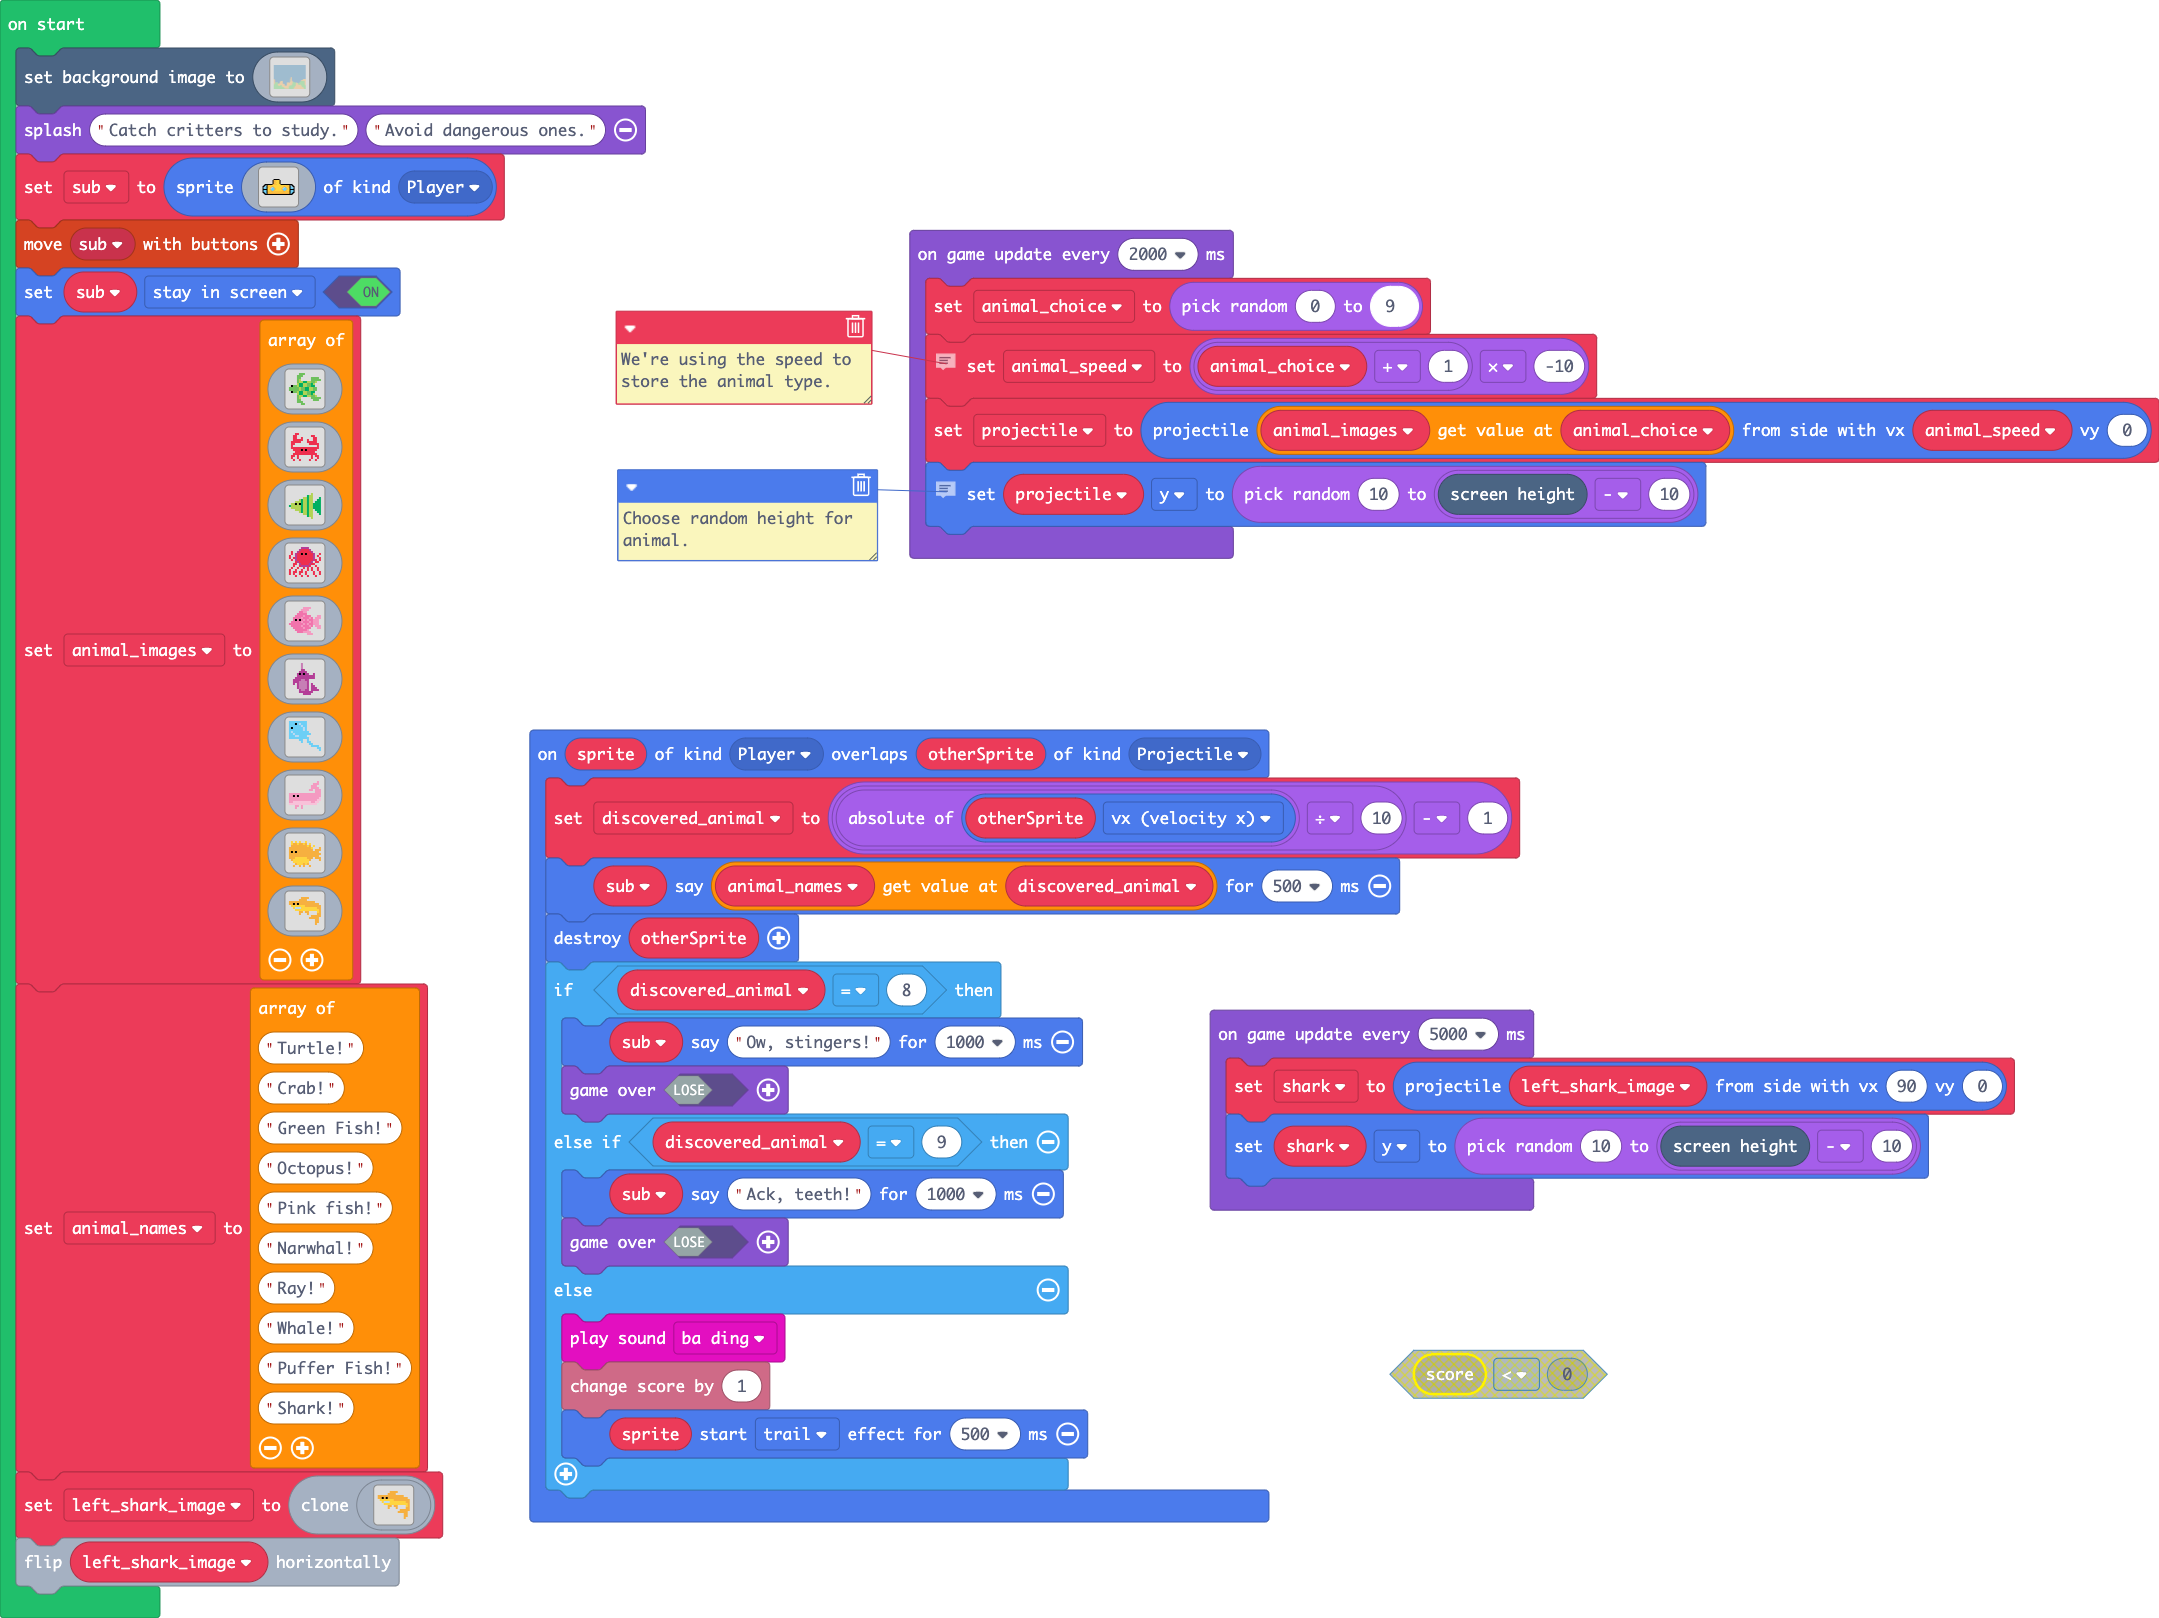 on start
set background image to
splash "Catch critters to study." "Avoid dangerous ones."
set sub to sprite of kind Player
move sub with buttons
set sub stay in screen ON
set animal_images to
array of
set animal_names to
array of
"Turtle!"
"Crab!"
"Green Fish!"
"Octopus!"
"Pink fish!"
"Narwhal!"
"Ray!"
"Whale!"
"Puffer Fish!"
"Shark!"
set left_shark_image to clone
flip left_shark_image horizontally
We're using the speed to
store the animal type.
Choose random height for
animal.
on game update every 2000 ms
set animal_choice to pick random 0 to 9
set animal_speed to animal_choice + 1 × -10
set projectile to projectile animal_images get value at animal_choice from side with vx animal_speed vy 0
set projectile y to pick random 10 to screen height - 10
on sprite of kind Player overlaps otherSprite of kind Projectile
set discovered_animal to absolute of otherSprite vx (velocity x) ÷ 10 - 1
sub say animal_names get value at discovered_animal for 500 ms
destroy otherSprite
if discovered_animal = 8 then
sub say "Ow, stingers!" for 1000 ms
game over LOSE
else if discovered_animal = 9 then
sub say "Ack, teeth!" for 1000 ms
game over LOSE
else
play sound ba ding
change score by 1
sprite start trail effect for 500 ms
on game update every 5000 ms
set shark to projectile left_shark_image from side with vx 90 vy 0
set shark y to pick random 10 to screen height - 10
score < 0